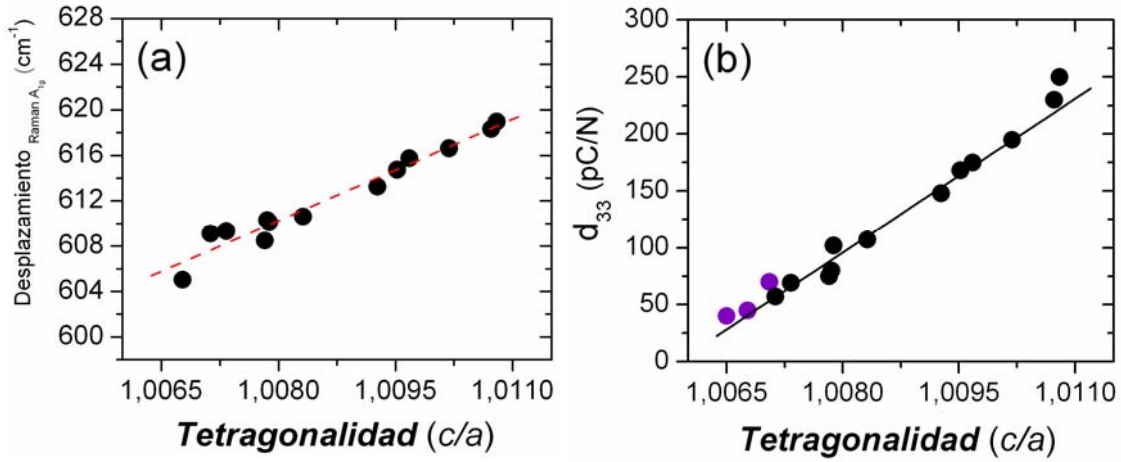 (a)
Desplazamiento Raman A1g (cm-1)
628
624
620
616
612
608
604
600
1,0065 1,0080 1,0095 1,0110
Tetragonalidad (c/a)
(b)
d33 (pC/N)
300
250
200
150
100
50
0
1,0065 1,0080 1,0095 1,0110
Tetragonalidad (c/a)